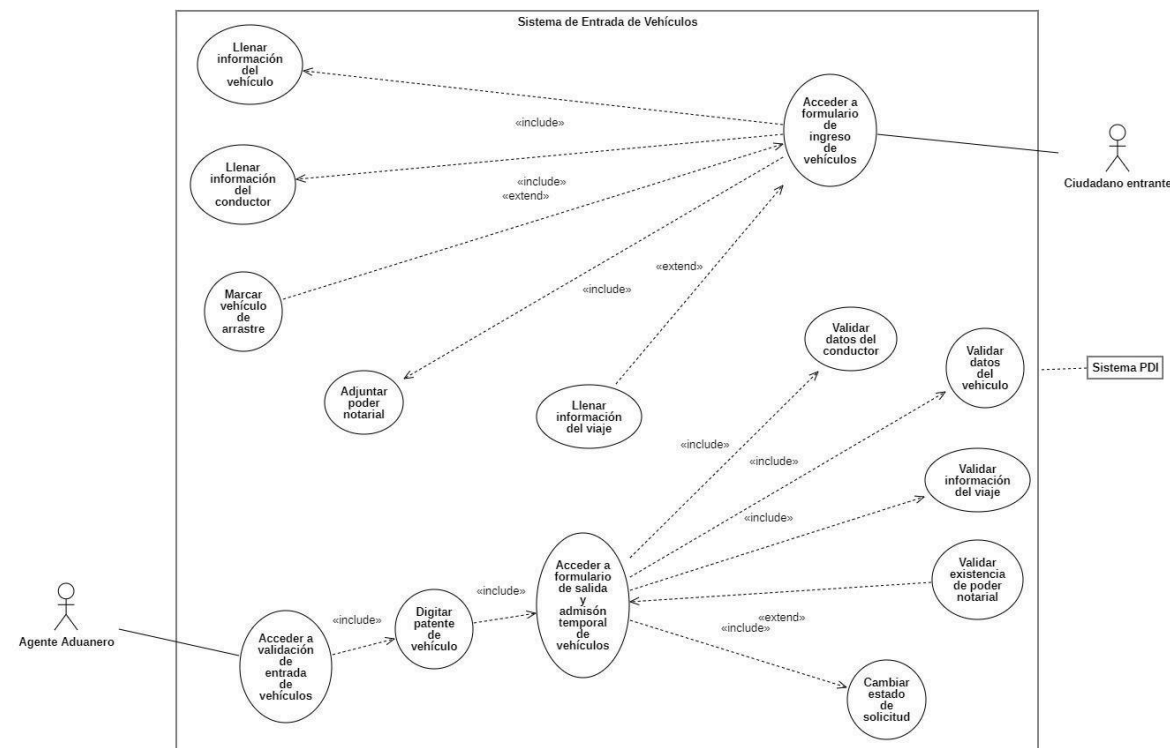 Sistema de Entrada de Vehículos
Llenar
información
del
vehículo
Acceder a
formulario
de
ingreso
de
vehículos
«include»
Ciudadano entrante
Llenar
información
del
conductor
«include»
«extend»
Marcar
vehículo
de
arrastre
«extend»
«include»
Validar
datos del
conductor
Validar
datos
del
vehiculo
Sistema PDI
Adjuntar
poder
notarial
Llenar
información
del viaje
«include»
«include»
Validar
información
del viaje
«include»
Acceder a
formulario
de salida
y
admisón
temporal
de
vehículos
Validar
existencia
de poder
notarial
Agente Aduanero
Acceder a
validación
de
entrada
de
vehículos
«include»
Digitar
patente
de
vehículo
«include»
«extend»
«include»
Cambiar
estado
de
solicitud